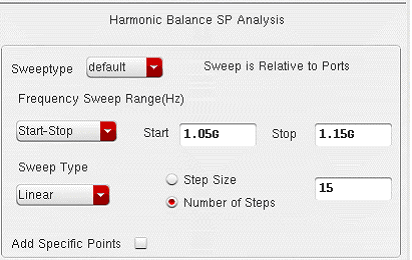 Harmonic Balance SP Analysis
Sweeptype default Sweep is Relative to Ports
Frequency Sweep Range(Hz)
Start-Stop Start 1.05G Stop 1.15G
Sweep Type
Linear
Step Size
Number of Steps
15
Add Specific Points